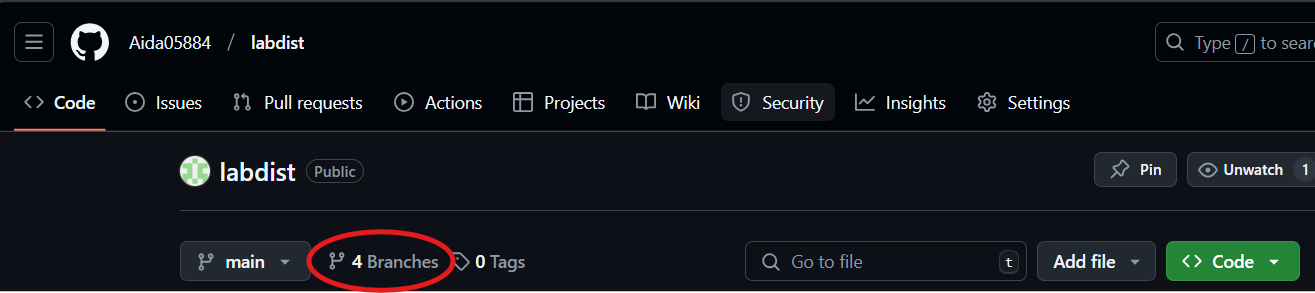 Aida05884 / labdist Type / to sear
Code Issues Pull requests Actions Projects Wiki Security Insights Settings
labdist Public Pin Unwatch 1
main 4 Branches 0 Tags Go to file t Add file Code